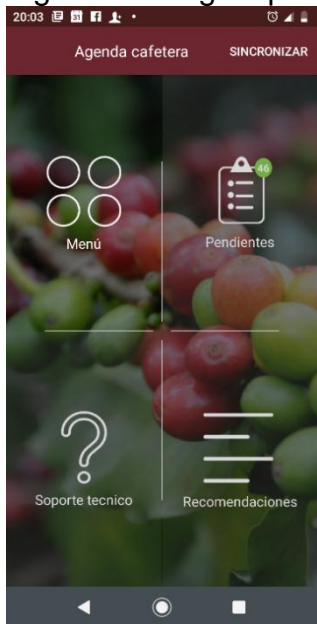 20:03
Agenda cafetera SINCRONIZAR
46
Menú
Pendientes
Soporte tecnico
Recomendaciones